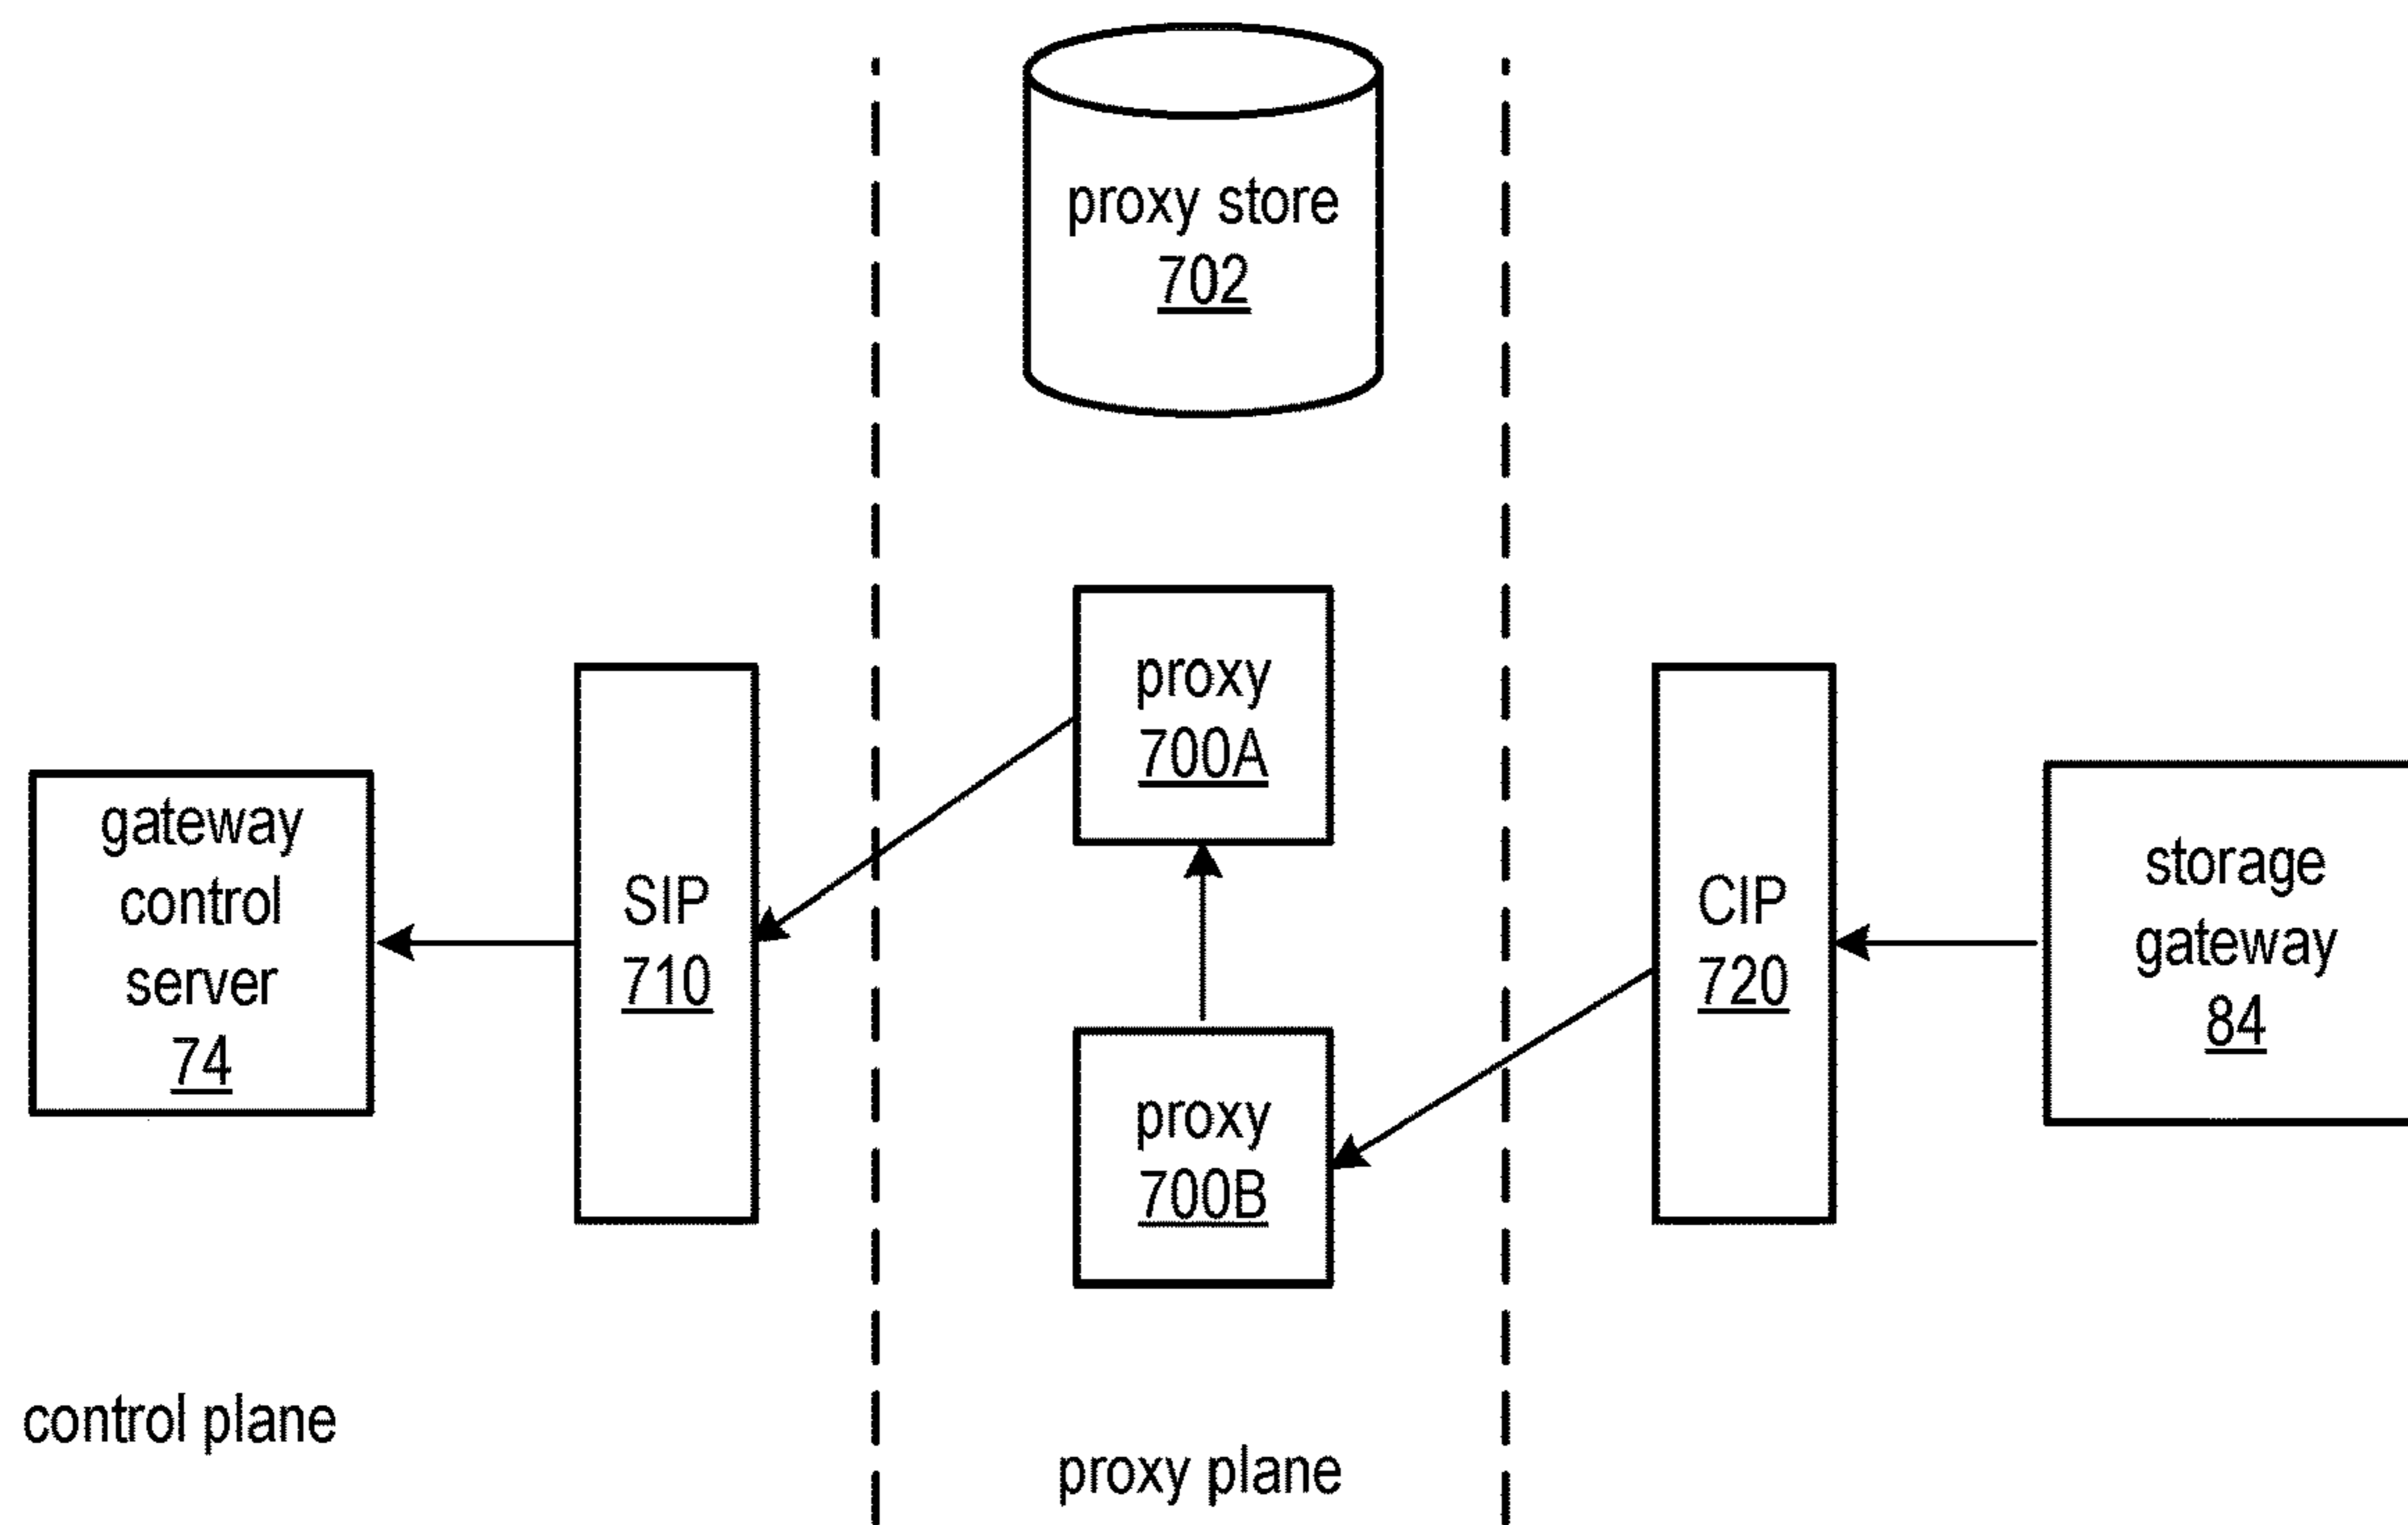 proxy store
702
proxy
700A
gateway
control
server
74
SIP
710
CIP
720
storage
gateway
84
proxy
700B
control plane
proxy plane